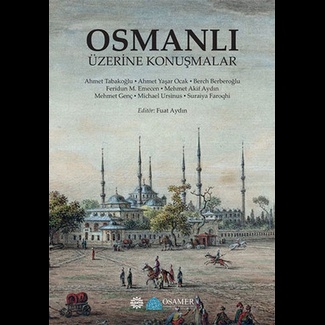 OSMANLI
ÜZERİNE KONUŞMALAR
Ahmet Tabakoğlu • Ahmet Yaşar Ocak • Berch Berberoğlu
Feridun M. Emecen • Mehmet Akif Aydın
Mehmet Genç • Michael Ursinus • Suraiya Faroqhi
Editör: Fuat Aydın
OSAMER